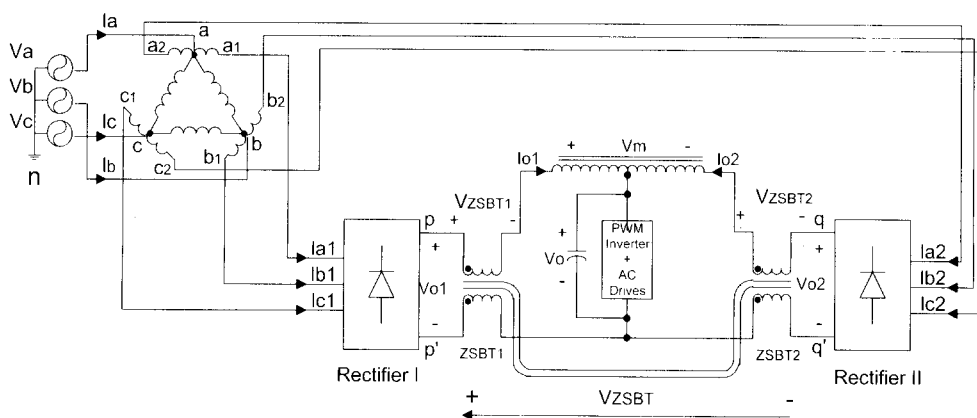 Ia
a
a2
a1
Va
Vb
Vc
c1
b2
Ic
c
b
Ib
b1
c2
n
+ Vm -
Io1
Io2
VZSBT1
+ -
VZSBT2
+ -
p
q
+
+
PWM
Inverter
+
AC
Drives
+
Vo
-
Ia1
Ib1
Ic1
Vo1
Vo2
Ia2
Ib2
Ic2
-
-
p'
q'
ZSBT1
ZSBT2
Rectifier I
Rectifier II
+ VZSBT -